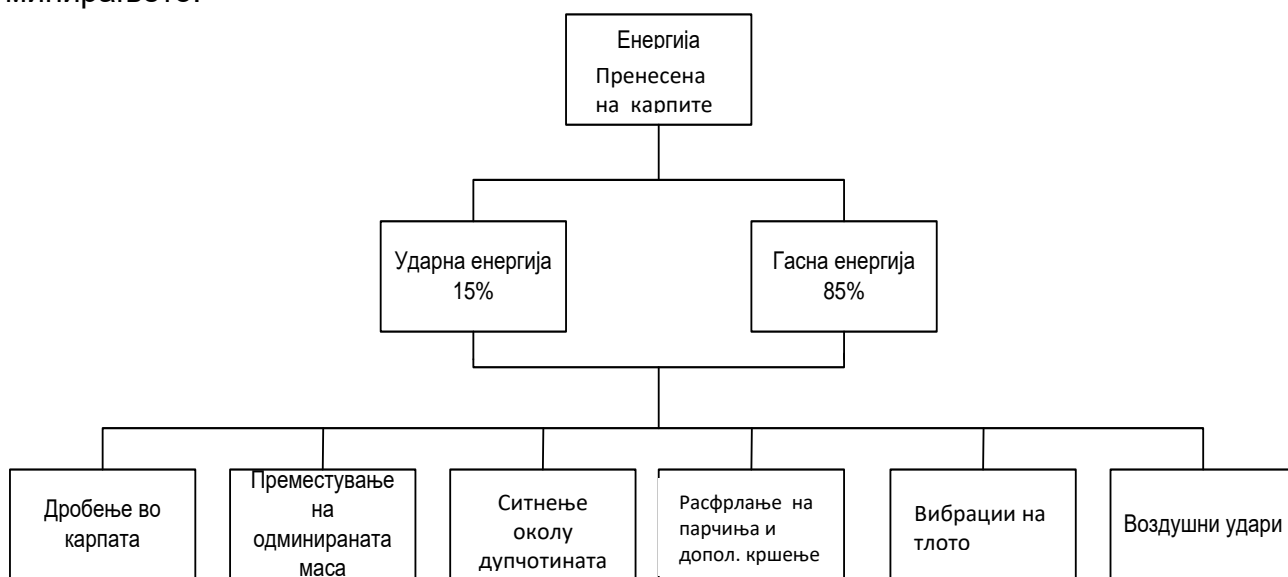 минирањето.
Енергија
Пренесена
на карпите
Ударна енергија
15%
Гасна енергија
85%
Дробење во
карпата
Преместување
на
одминираната
маса
Ситнење
околу
дупчотината
Расфрлање на
парчиња и
допол. кршење
Вибрации на
тлото
Воздушни удари